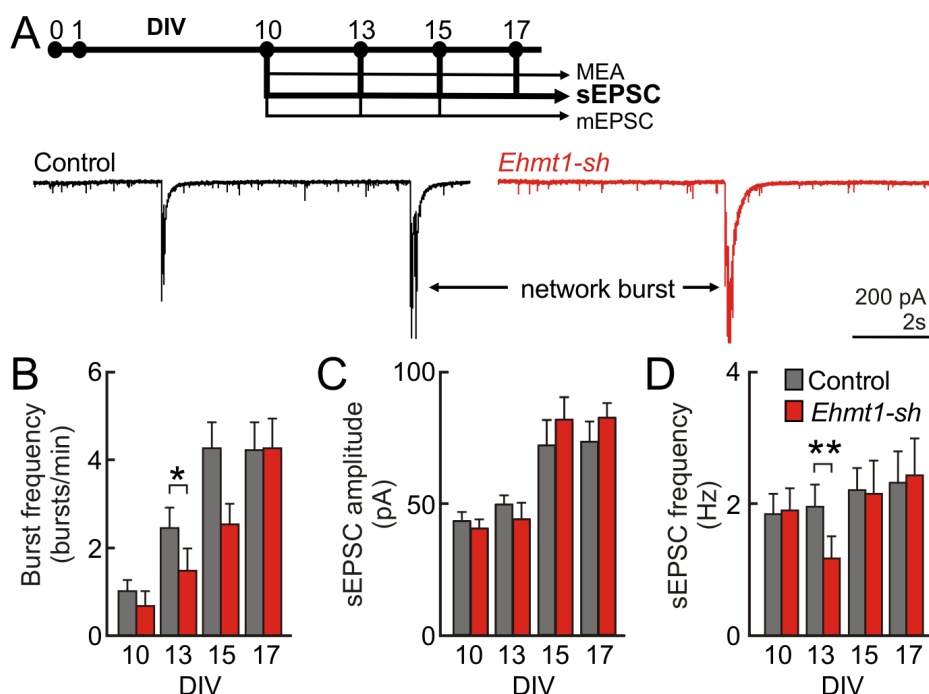 A
DIV
0 1 10 13 15 17
MEA
sEPSC
mEPSC
Control
Ehmt1-sh
network burst
200 pA
2s
B
Burst frequency
(bursts/min)
6
4
2
0
*
10 13 15 17
DIV
C
sEPSC amplitude
(pA)
100
50
0
10 13 15 17
DIV
D
sEPSC frequency
(Hz)
4
2
0
Control
Ehmt1-sh
**
10 13 15 17
DIV